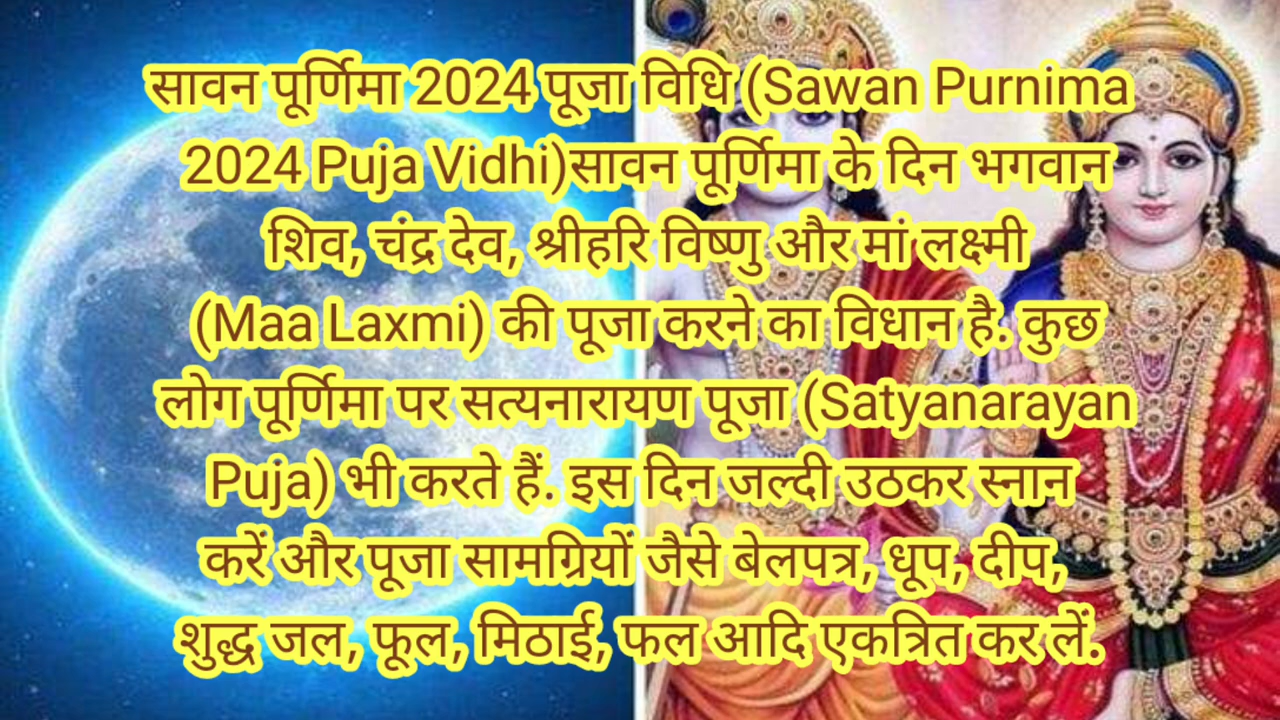 सावन पूर्णिमा 2024 पूजा विधि (Sawan Purnima
2024 Puja Vidhi)सावन पूर्णिमा के दिन भगवान
शिव, चंद्र देव, श्रीहरि विष्णु और मां लक्ष्मी
(Maa Laxmi) की पूजा करने का विधान है. कुछ
लोग पूर्णिमा पर सत्यनारायण पूजा (Satyanarayan
Puja) भी करते हैं. इस दिन जल्दी उठकर स्नान
करें और पूजा सामग्रियों जैसे बेलपत्र, धूप, दीप,
शुद्ध जल, फूल, मिठाई, फल आदि एकत्रित कर लें.